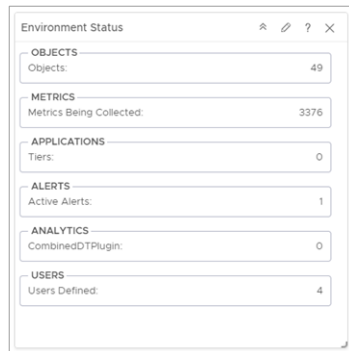 Environment Status
OBJECTS
Objects: 49
METRICS
Metrics Being Collected: 3376
APPLICATIONS
Tiers: 0
ALERTS
Active Alerts: 1
ANALYTICS
CombinedDTPlugin: 0
USERS
Users Defined: 4